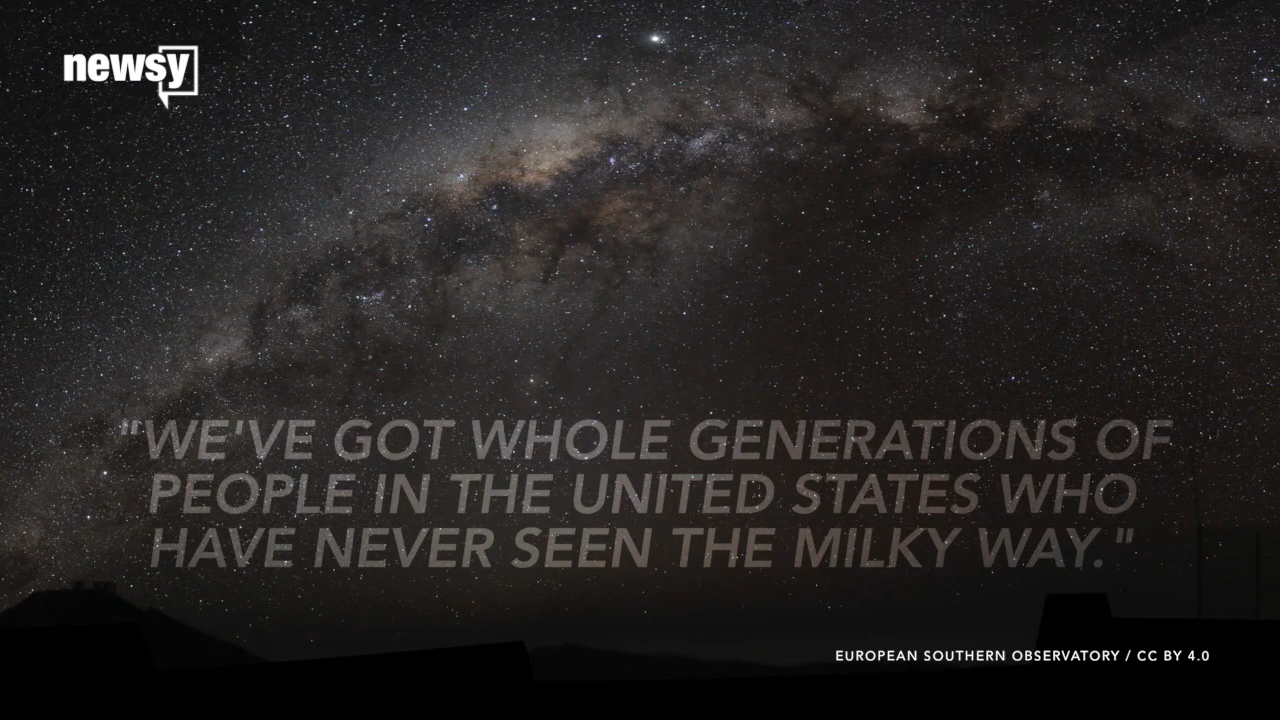 newsy
"WE'VE GOT WHOLE GENERATIONS OF
PEOPLE IN THE UNITED STATES WHO
HAVE NEVER SEEN THE MILKY WAY."
EUROPEAN SOUTHERN OBSERVATORY / CC BY 4.0